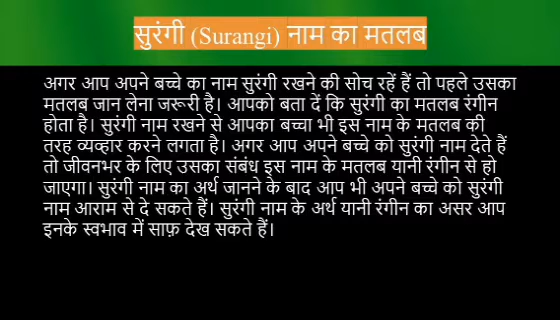 सुरंगी (Surangi) नाम का मतलब
अगर आप अपने बच्चे का नाम सुरंगी रखने की सोच रहें हैं तो पहले उसका
मतलब जान लेना जरूरी है। आपको बता दें कि सुरंगी का मतलब रंगीन
होता है। सुरंगी नाम रखने से आपका बच्चा भी इस नाम के मतलब की
तरह व्यव्हार करने लगता है। अगर आप अपने बच्चे को सुरंगी नाम देते हैं
तो जीवनभर के लिए उसका संबंध इस नाम के मतलब यानी रंगीन से हो
जाएगा। सुरंगी नाम का अर्थ जानने के बाद आप भी अपने बच्चे को सुरंगी
नाम आराम से दे सकते हैं। सुरंगी नाम के अर्थ यानी रंगीन का असर आप
इनके स्वभाव में साफ़ देख सकते हैं।